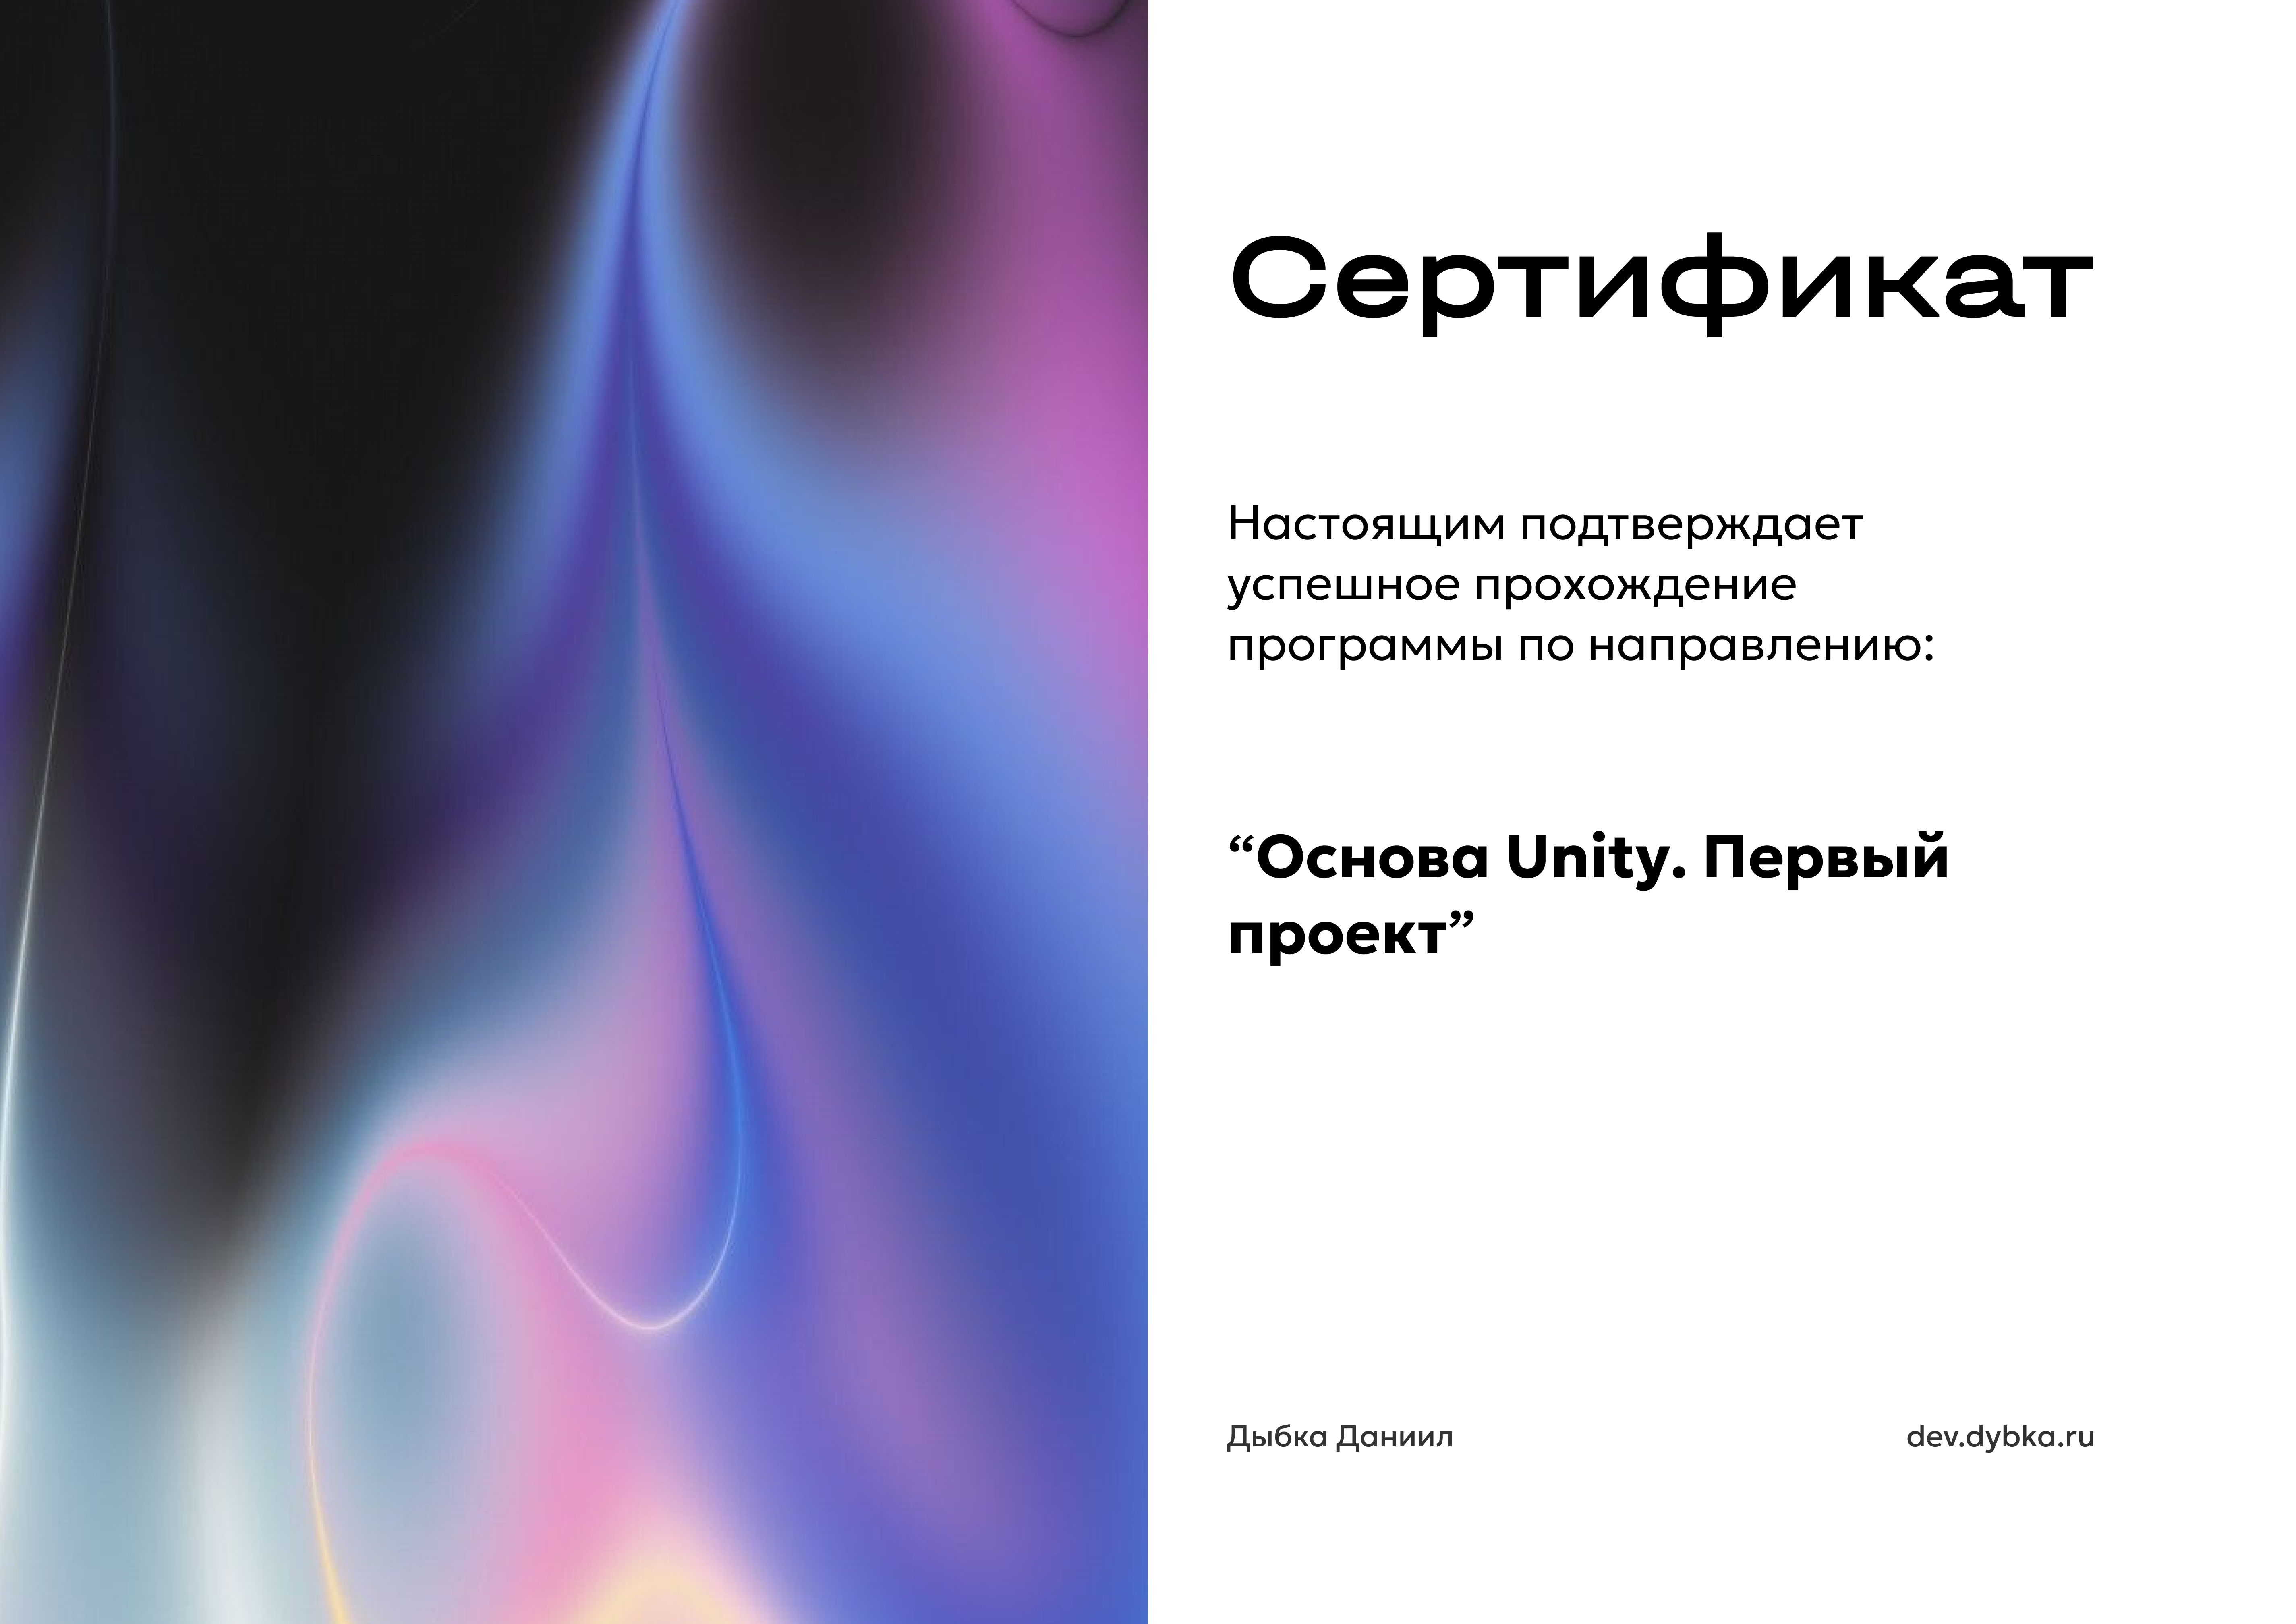 Сертификат
Настоящим подтверждает
успешное прохождение
программы по направлению:
“Основа Unity. Первый
проект”
Дыбка Даниил
dev.dybka.ru